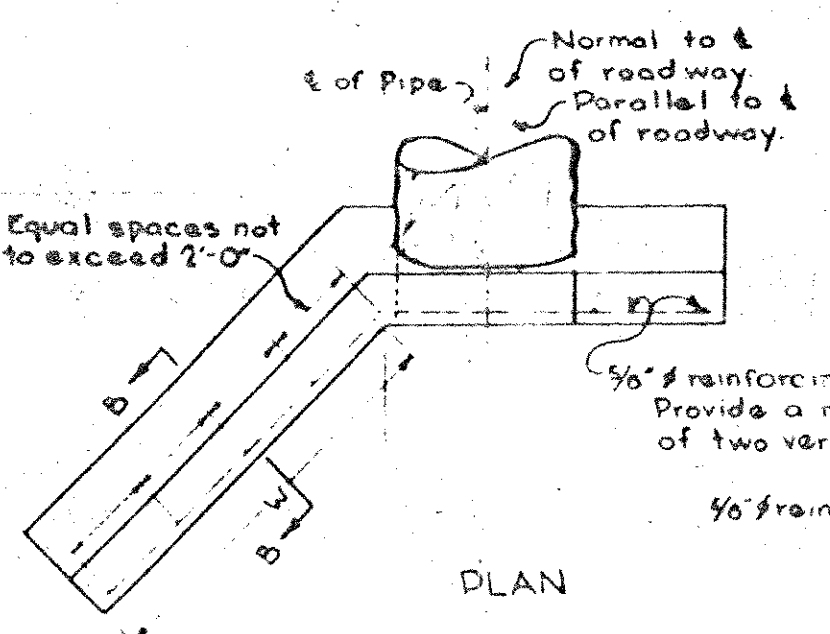 Normal to ℄
of roadway.
℄ of Pipe
Parallel to ℄
of roadway.
Equal spaces not
to exceed 2'-0"
B
W
B
5/8" ϕ reinforcin
Provide a m
of two ver
5/8" ϕ rein
PLAN